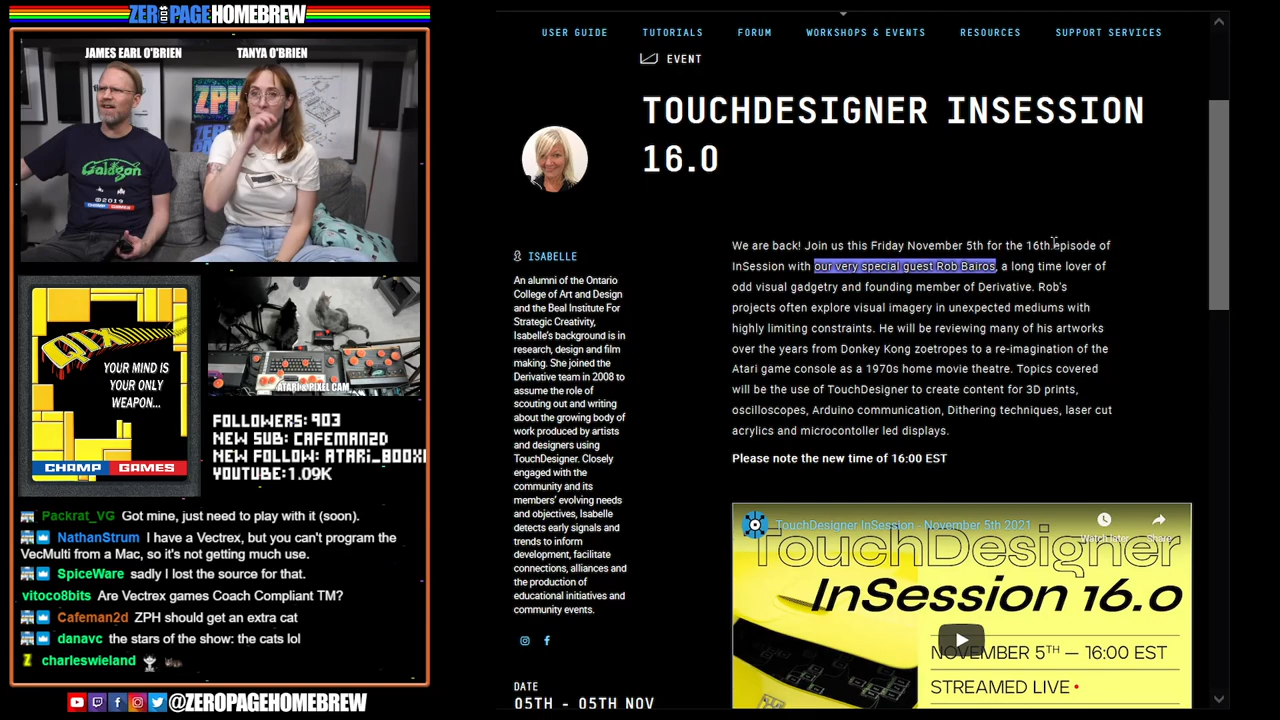 ZEROPAGE HOMEBREW
JAMES EARL O'BRIEN
TANYA O'BRIEN
ZPH
Galagon
©2019
CHAMP GAMES
QIX
YOUR MIND IS
YOUR ONLY
WEAPON...
CHAMP GAMES
ATARI & PIXEL CAM
FOLLOWERS: 903
NEW SUB: CAFEMAN2D
NEW FOLLOW: ATARI_800X
YOUTUBE: 1.09K
Packrat_VG Got mine, just need to play with it (soon).
NathanStrum I have a Vectrex, but you can't program the
VecMulti from a Mac, so it's not getting much use.
SpiceWare sadly I lost the source for that.
vitoco8bits Are Vectrex games Coach Compliant TM?
Cafeman2d ZPH should get an extra cat
danavc the stars of the show: the cats lol
charleswieland
@ZEROPAGEHOMEBREW
USER GUIDE
TUTORIALS
FORUM
WORKSHOPS & EVENTS
RESOURCES
SUPPORT SERVICES
EVENT
TOUCHDESIGNER INSESSION
16.0
ISABELLE
An alumni of the Ontario
College of Art and Design
and the Beal Institute For
Strategic Creativity,
Isabelle's background is in
research, design and film
making. She joined the
Derivative team in 2008 to
assume the role of
scouting out and writing
about the growing body of
work produced by artists
and designers using
TouchDesigner. Closely
engaged with the
community and its
members' evolving needs
and objectives, Isabelle
detects early signals and
trends to inform
development, facilitate
connections, alliances and
the production of
educational initiatives and
community events.
DATE
05TH - 05TH NOV
We are back! Join us this Friday November 5th for the 16th episode of
InSession with our very special guest Rob Bairos, a long time lover of
odd visual gadgetry and founding member of Derivative. Rob's
projects often explore visual imagery in unexpected mediums with
highly limiting constraints. He will be reviewing many of his artworks
over the years from Donkey Kong zoetropes to a re-imagination of the
Atari game console as a 1970s home movie theatre. Topics covered
will be the use of TouchDesigner to create content for 3D prints,
oscilloscopes, Arduino communication, Dithering techniques, laser cut
acrylics and microcontoller led displays.
Please note the new time of 16:00 EST
TouchDesigner InSession - November 5th 2021
Watch later
Share
TouchDesigner
InSession 16.0
NOVEMBER 5TH — 16:00 EST
STREAMED LIVE